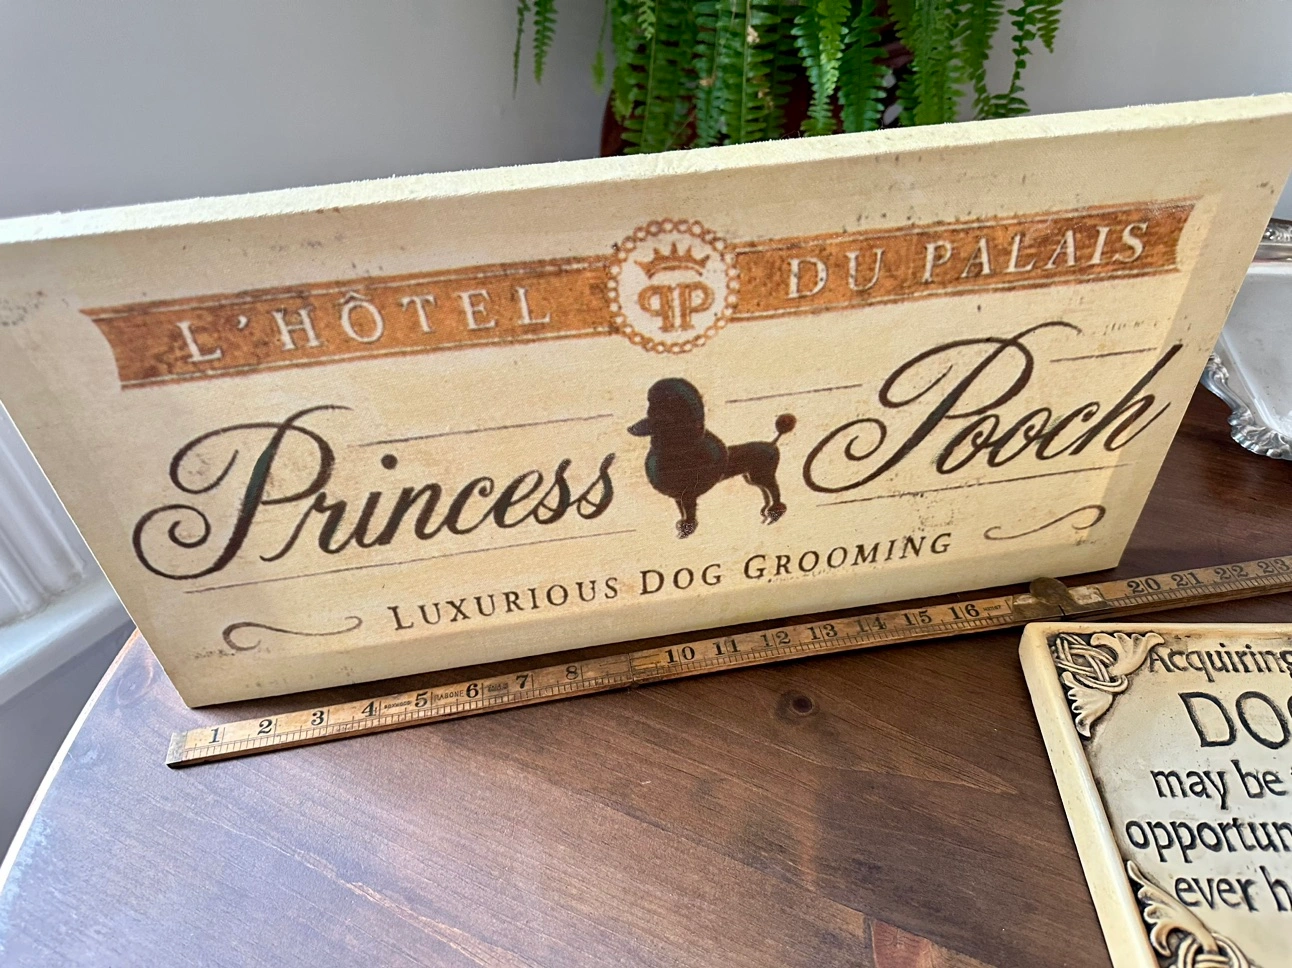 L'HÔTEL PP DU PALAIS
Princess Pooch
LUXURIOUS DOG GROOMING
1 2 3 4 5 RABONE 6 7 8 10 11 12 13 14 15 16 20 21 22 23
Acquiring
DO
may be
opportun
ever h